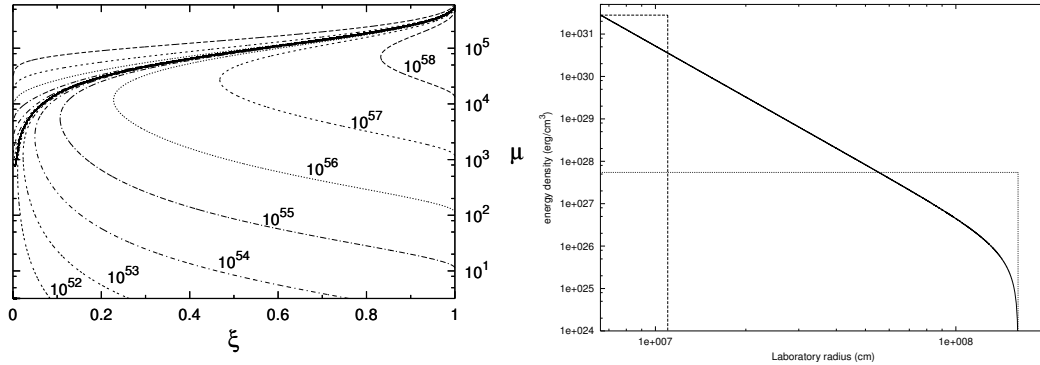 10^5
10^4
10^3
10^2
10^1
μ
10^58
10^57
10^56
10^55
10^54
10^53
10^52
0
0.2
0.4
0.6
0.8
1
ξ
energy density (erg/cm^3)
1e+031
1e+030
1e+029
1e+028
1e+027
1e+026
1e+025
1e+024
1e+007
1e+008
Laboratory radius (cm)